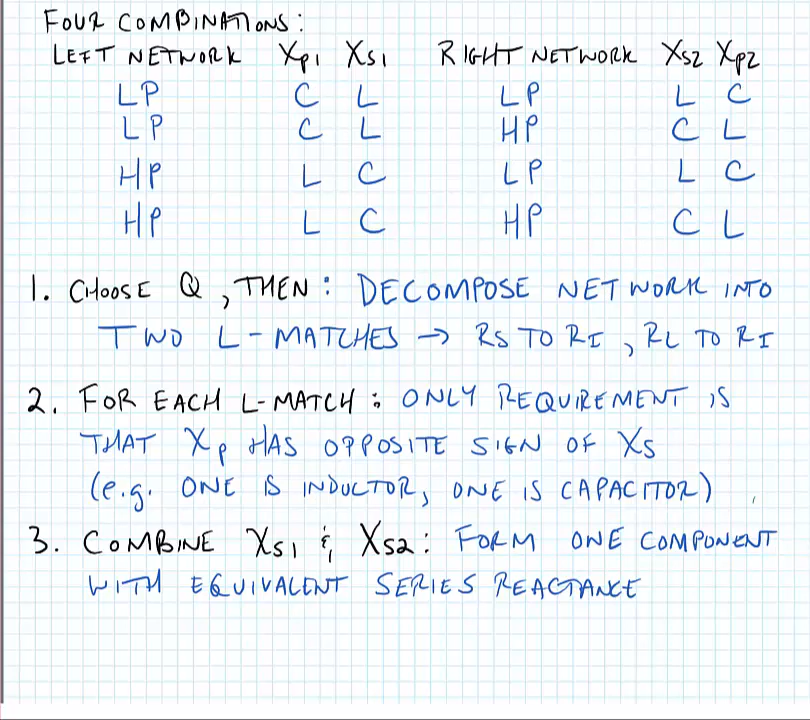 FOUR COMBINATIONS:
LEFT NETWORK Xp1 Xs1 RIGHT NETWORK Xs2 Xp2
LP C L LP L C
LP C L HP C L
HP L C LP L C
HP L C HP C L
1. CHOOSE Q, THEN: DECOMPOSE NETWORK INTO
TWO L-MATCHES → RS TO RI, RL TO RI
2. FOR EACH L-MATCH: ONLY REQUIREMENT IS
THAT Xp HAS OPPOSITE SIGN OF XS
(e.g. ONE IS INDUCTOR, ONE IS CAPACITOR)
3. COMBINE Xs1 & Xs2: FORM ONE COMPONENT
WITH EQUIVALENT SERIES REACTANCE